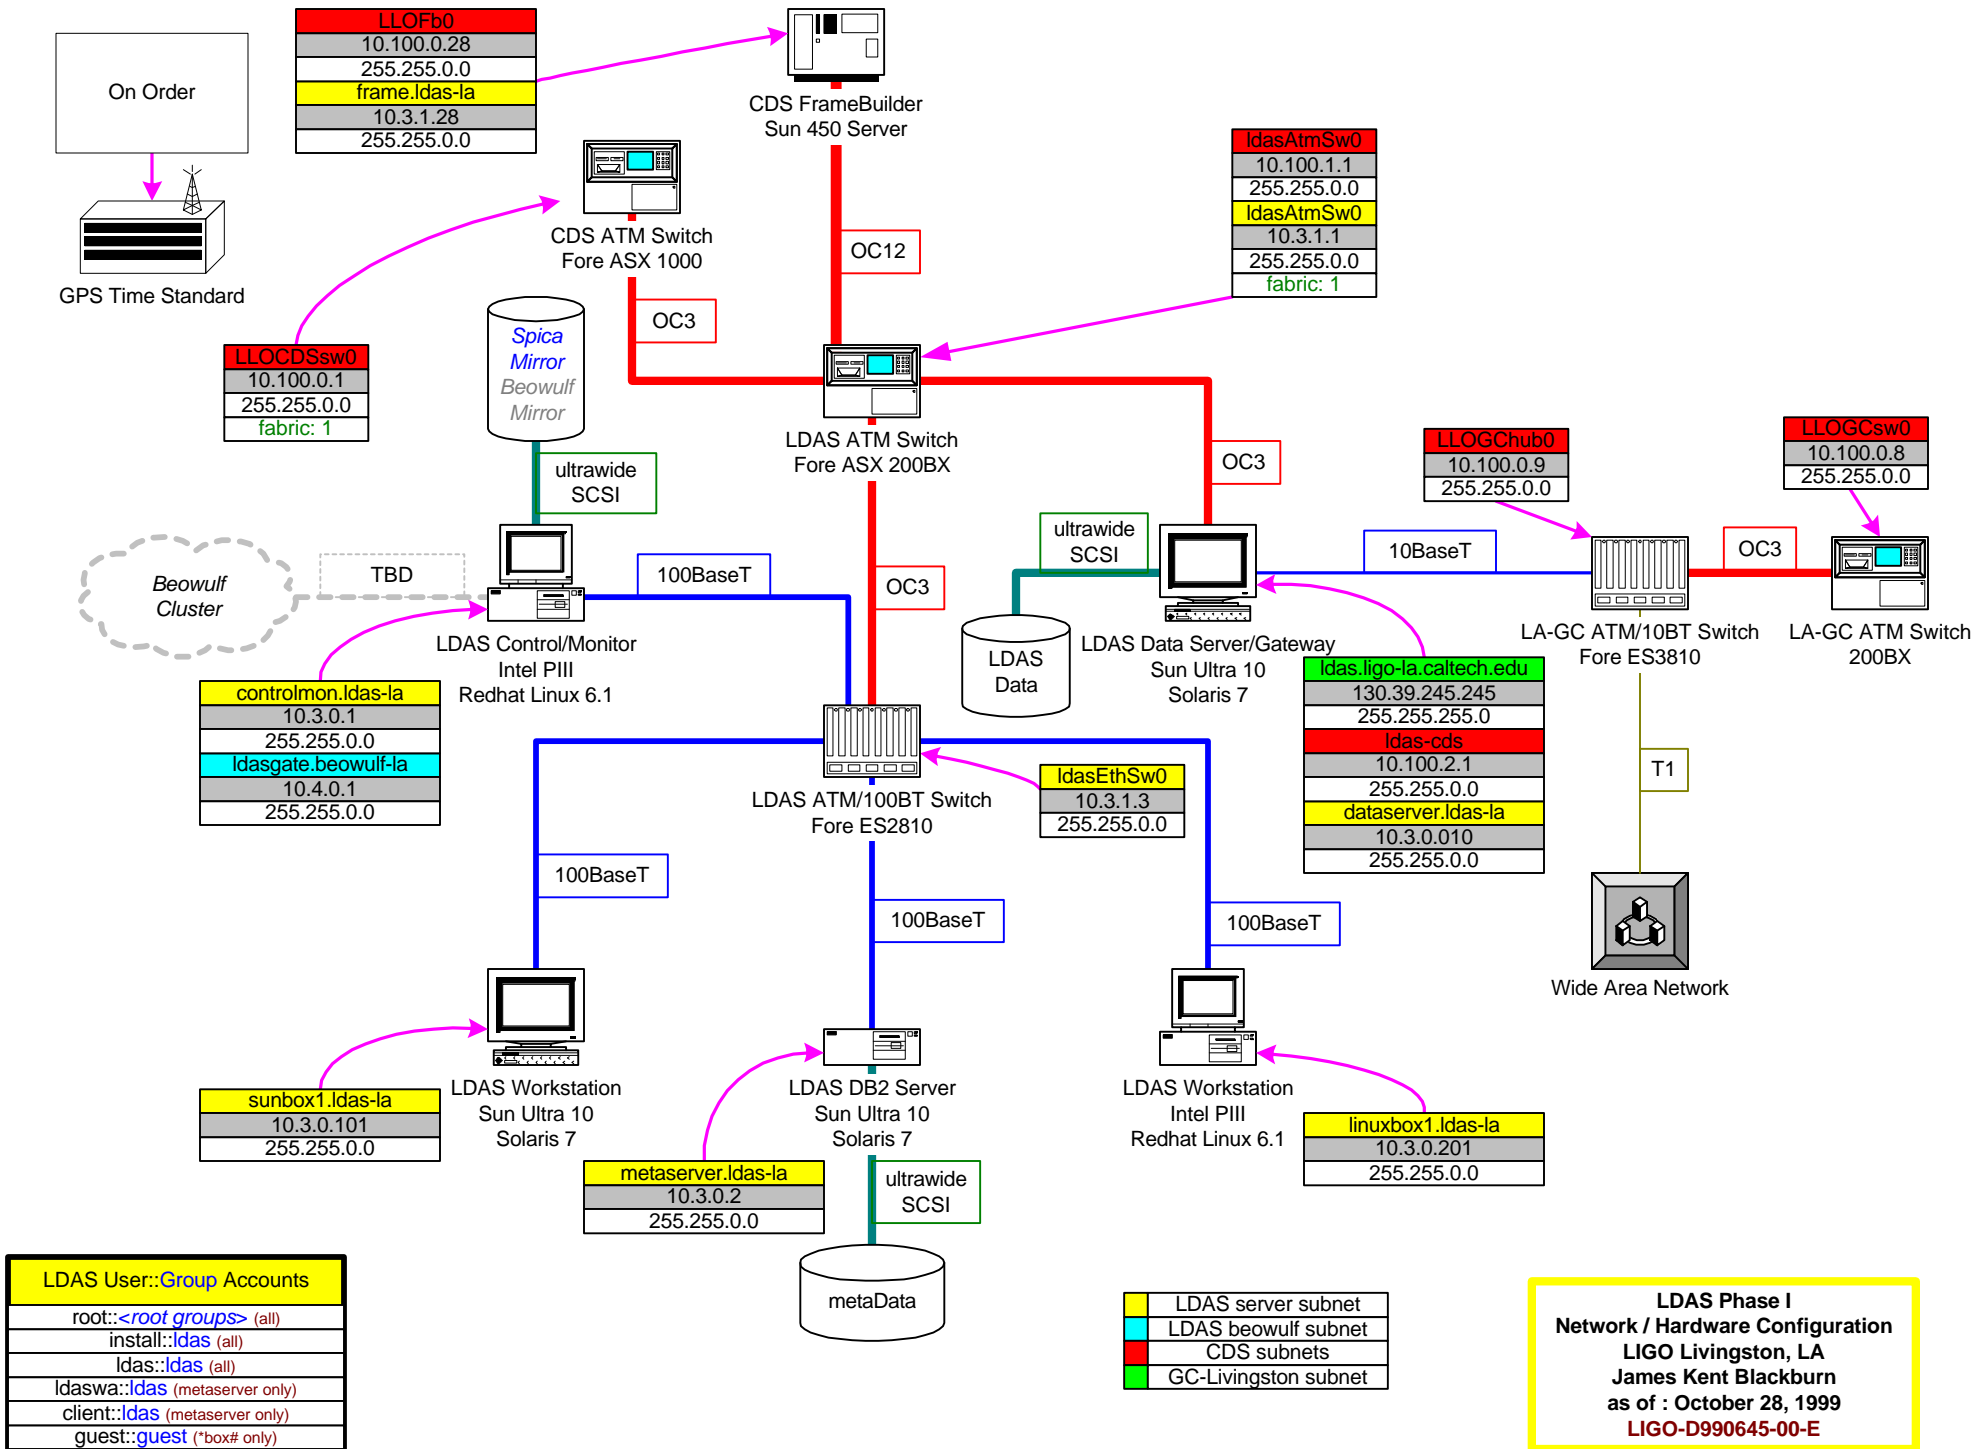 On Order
GPS Time Standard
LLOFb0
10.100.0.28
255.255.0.0
frame.ldas-la
10.3.1.28
255.255.0.0
CDS FrameBuilder
Sun 450 Server
CDS ATM Switch
Fore ASX 1000
OC12
OC3
ldasAtmSw0
10.100.1.1
255.255.0.0
ldasAtmSw0
10.3.1.1
255.255.0.0
fabric: 1
LLOCDSsw0
10.100.0.1
255.255.0.0
fabric: 1
Spica
Mirror
Beowulf
Mirror
ultrawide
SCSI
LDAS ATM Switch
Fore ASX 200BX
OC3
OC3
LLOGChub0
10.100.0.9
255.255.0.0
LLOGCsw0
10.100.0.8
255.255.0.0
Beowulf
Cluster
TBD
100BaseT
LDAS Control/Monitor
Intel PIII
Redhat Linux 6.1
ultrawide
SCSI
LDAS
Data
LDAS Data Server/Gateway
Sun Ultra 10
Solaris 7
10BaseT
OC3
LA-GC ATM/10BT Switch
Fore ES3810
LA-GC ATM Switch
200BX
controlmon.ldas-la
10.3.0.1
255.255.0.0
ldasgate.beowulf-la
10.4.0.1
255.255.0.0
ldas.ligo-la.caltech.edu
130.39.245.245
255.255.255.0
ldas-cds
10.100.2.1
255.255.0.0
dataserver.ldas-la
10.3.0.010
255.255.0.0
T1
LDAS ATM/100BT Switch
Fore ES2810
ldasEthSw0
10.3.1.3
255.255.0.0
100BaseT
100BaseT
100BaseT
Wide Area Network
LDAS Workstation
Sun Ultra 10
Solaris 7
LDAS DB2 Server
Sun Ultra 10
Solaris 7
LDAS Workstation
Intel PIII
Redhat Linux 6.1
sunbox1.ldas-la
10.3.0.101
255.255.0.0
metaserver.ldas-la
10.3.0.2
255.255.0.0
ultrawide
SCSI
linuxbox1.ldas-la
10.3.0.201
255.255.0.0
metaData
LDAS User::Group Accounts
root::<root groups> (all)
install::ldas (all)
ldas::ldas (all)
ldaswa::ldas (metaserver only)
client::ldas (metaserver only)
guest::guest (*box# only)
LDAS server subnet
LDAS beowulf subnet
CDS subnets
GC-Livingston subnet
LDAS Phase I
Network / Hardware Configuration
LIGO Livingston, LA
James Kent Blackburn
as of : October 28, 1999
LIGO-D990645-00-E